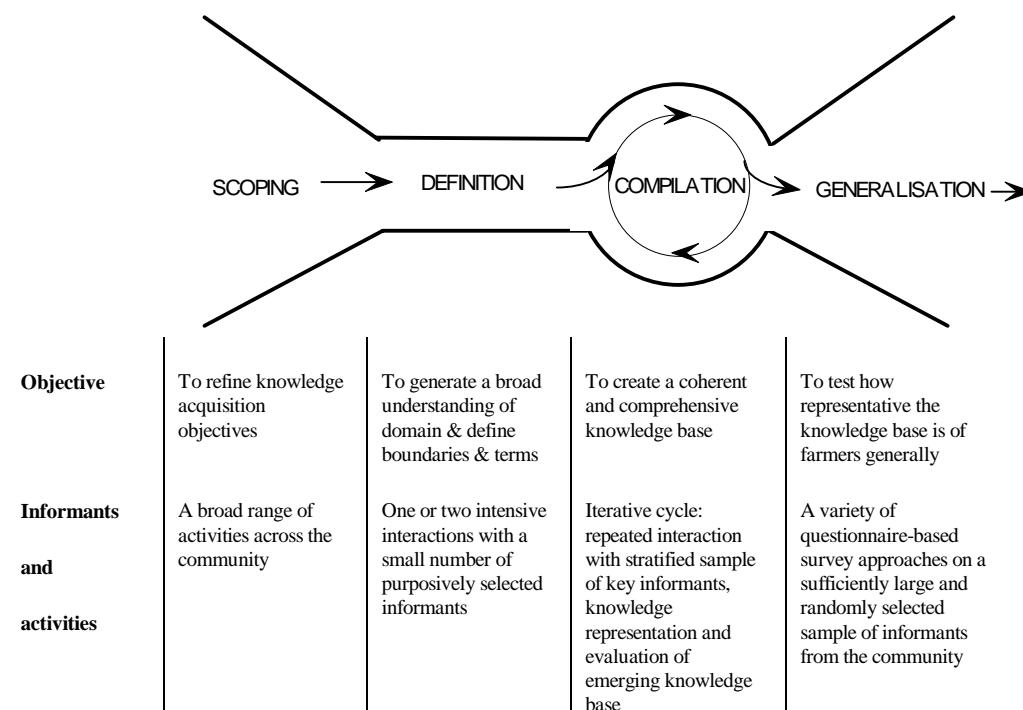 SCOPING
DEFINITION
COMPILATION
GENERALISATION
Objective
To refine knowledge
acquisition
objectives
To generate a broad
understanding of
domain & define
boundaries & terms
To create a coherent
and comprehensive
knowledge base
To test how
representative the
knowledge base is of
farmers generally
Informants
and
activities
A broad range of
activities across the
community
One or two intensive
interactions with a
small number of
purposively selected
informants
Iterative cycle:
repeated interaction
with stratified sample
of key informants,
knowledge
representation and
evaluation of
emerging knowledge
base
A variety of
questionnaire-based
survey approaches on a
sufficiently large and
randomly selected
sample of informants
from the community